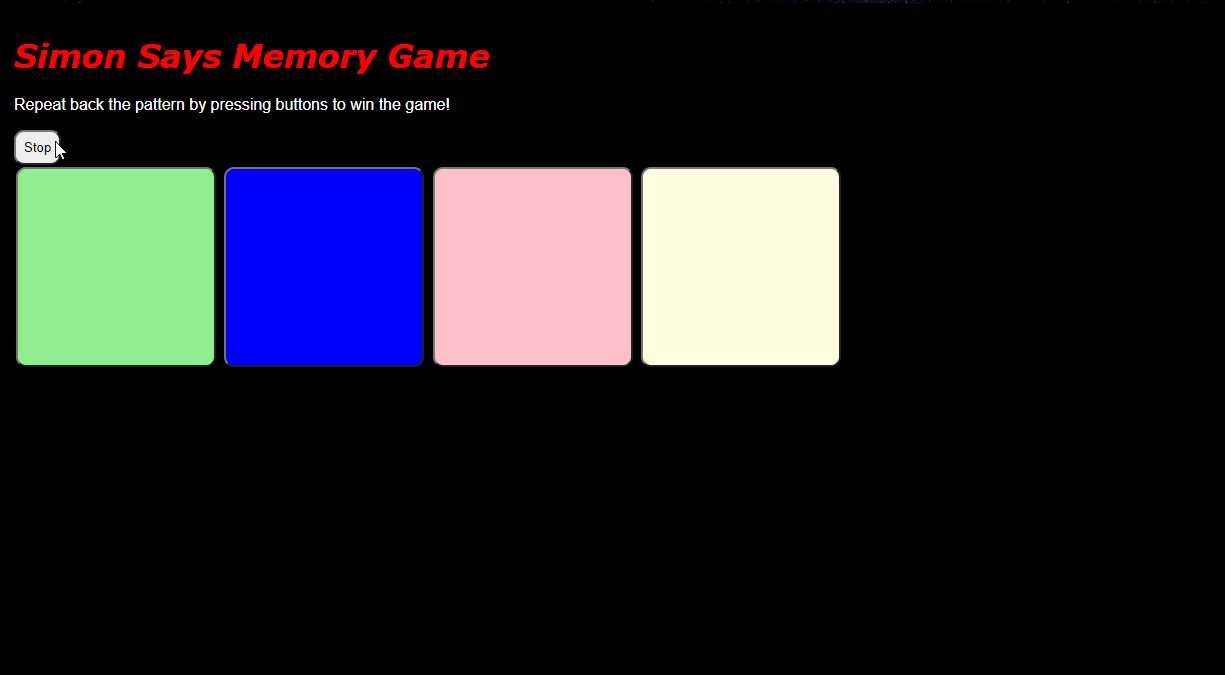 Simon Says Memory Game
Repeat back the pattern by pressing buttons to win the game!
Stop